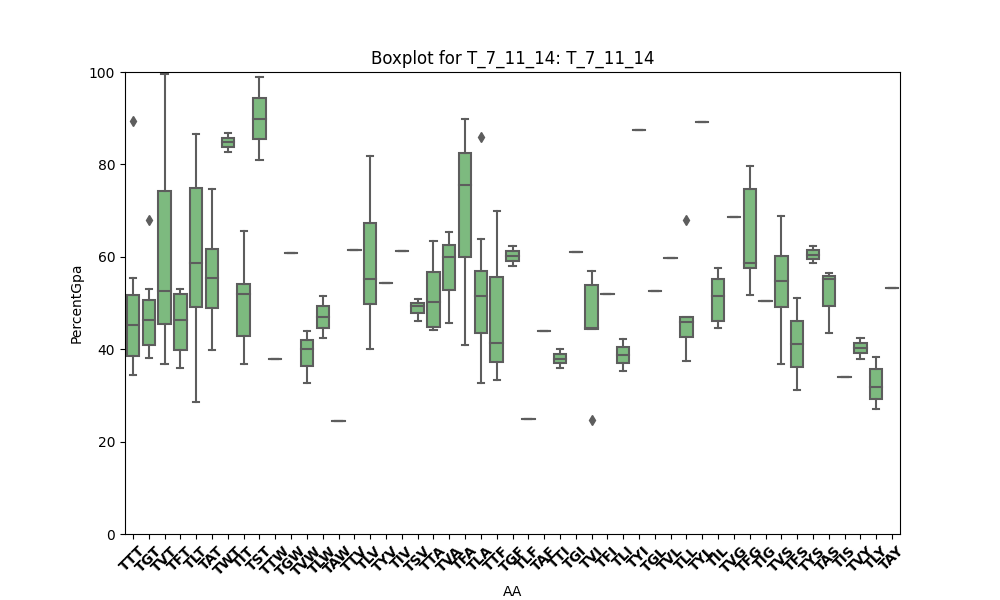 Boxplot for T_7_11_14: T_7_11_14
PercentGpa
100
80
60
40
20
0
TTT TGT TVT TFT TLT TAT TWT TIT TST TTW TGW TVW TLW TAW TTV TLV TYV TIV TSV TTA TVA TFA TLA TTF TGF TLF TAF TTI TGI TVI TFI TLI TYI TGL TVL TLL TYL TIL TVG TFG TIG TVS TFS TYS TAS TIS TVY TLY TAY
AA